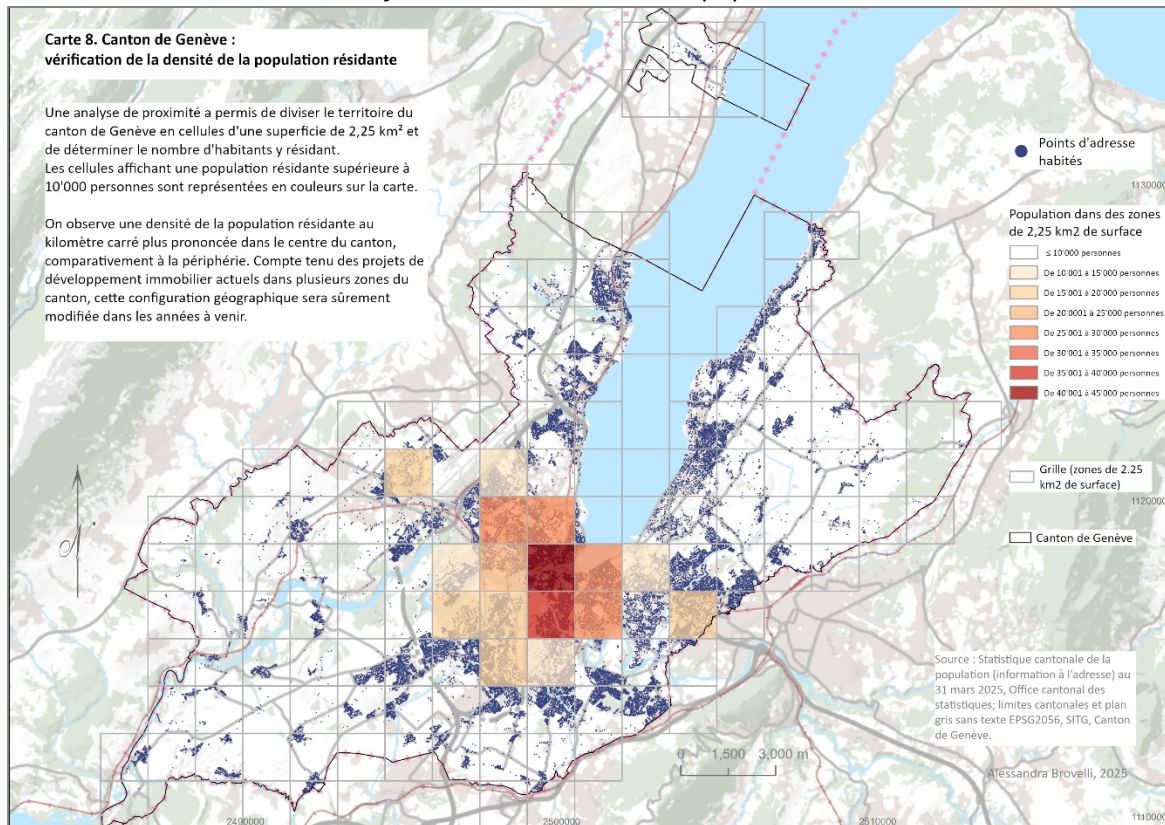 Carte 8. Canton de Genève :
vérification de la densité de la population résidante
Une analyse de proximité a permis de diviser le territoire du
canton de Genève en cellules d'une superficie de 2,25 km² et
de déterminer le nombre d'habitants y résidant.
Les cellules affichant une population résidante supérieure à
10'000 personnes sont représentées en couleurs sur la carte.
On observe une densité de la population résidante au
kilomètre carré plus prononcée dans le centre du canton,
comparativement à la périphérie. Compte tenu des projets de
développement immobilier actuels dans plusieurs zones du
canton, cette configuration géographique sera sûrement
modifiée dans les années à venir.
Points d'adresse
habités
1130000
Population dans des zones
de 2,25 km2 de surface
≤ 10'000 personnes
De 10'001 à 15'000 personnes
De 15'001 à 20'000 personnes
De 20'0001 à 25'000 personnes
De 25'001 à 30'000 personnes
De 30'001 à 35'000 personnes
De 35'001 à 40'000 personnes
De 40'001 à 45'000 personnes
Grille (zones de 2.25
km2 de surface)
1120000
Canton de Genève
N
Source : Statistique cantonale de la
population (information à l'adresse) au
31 mars 2025, Office cantonal des
statistiques; limites cantonales et plan
gris sans texte EPSG2056, SITG, Canton
de Genève.
0 1,500 3,000 m
Alessandra Brovelli, 2025
2490000
2500000
2510000
1110000